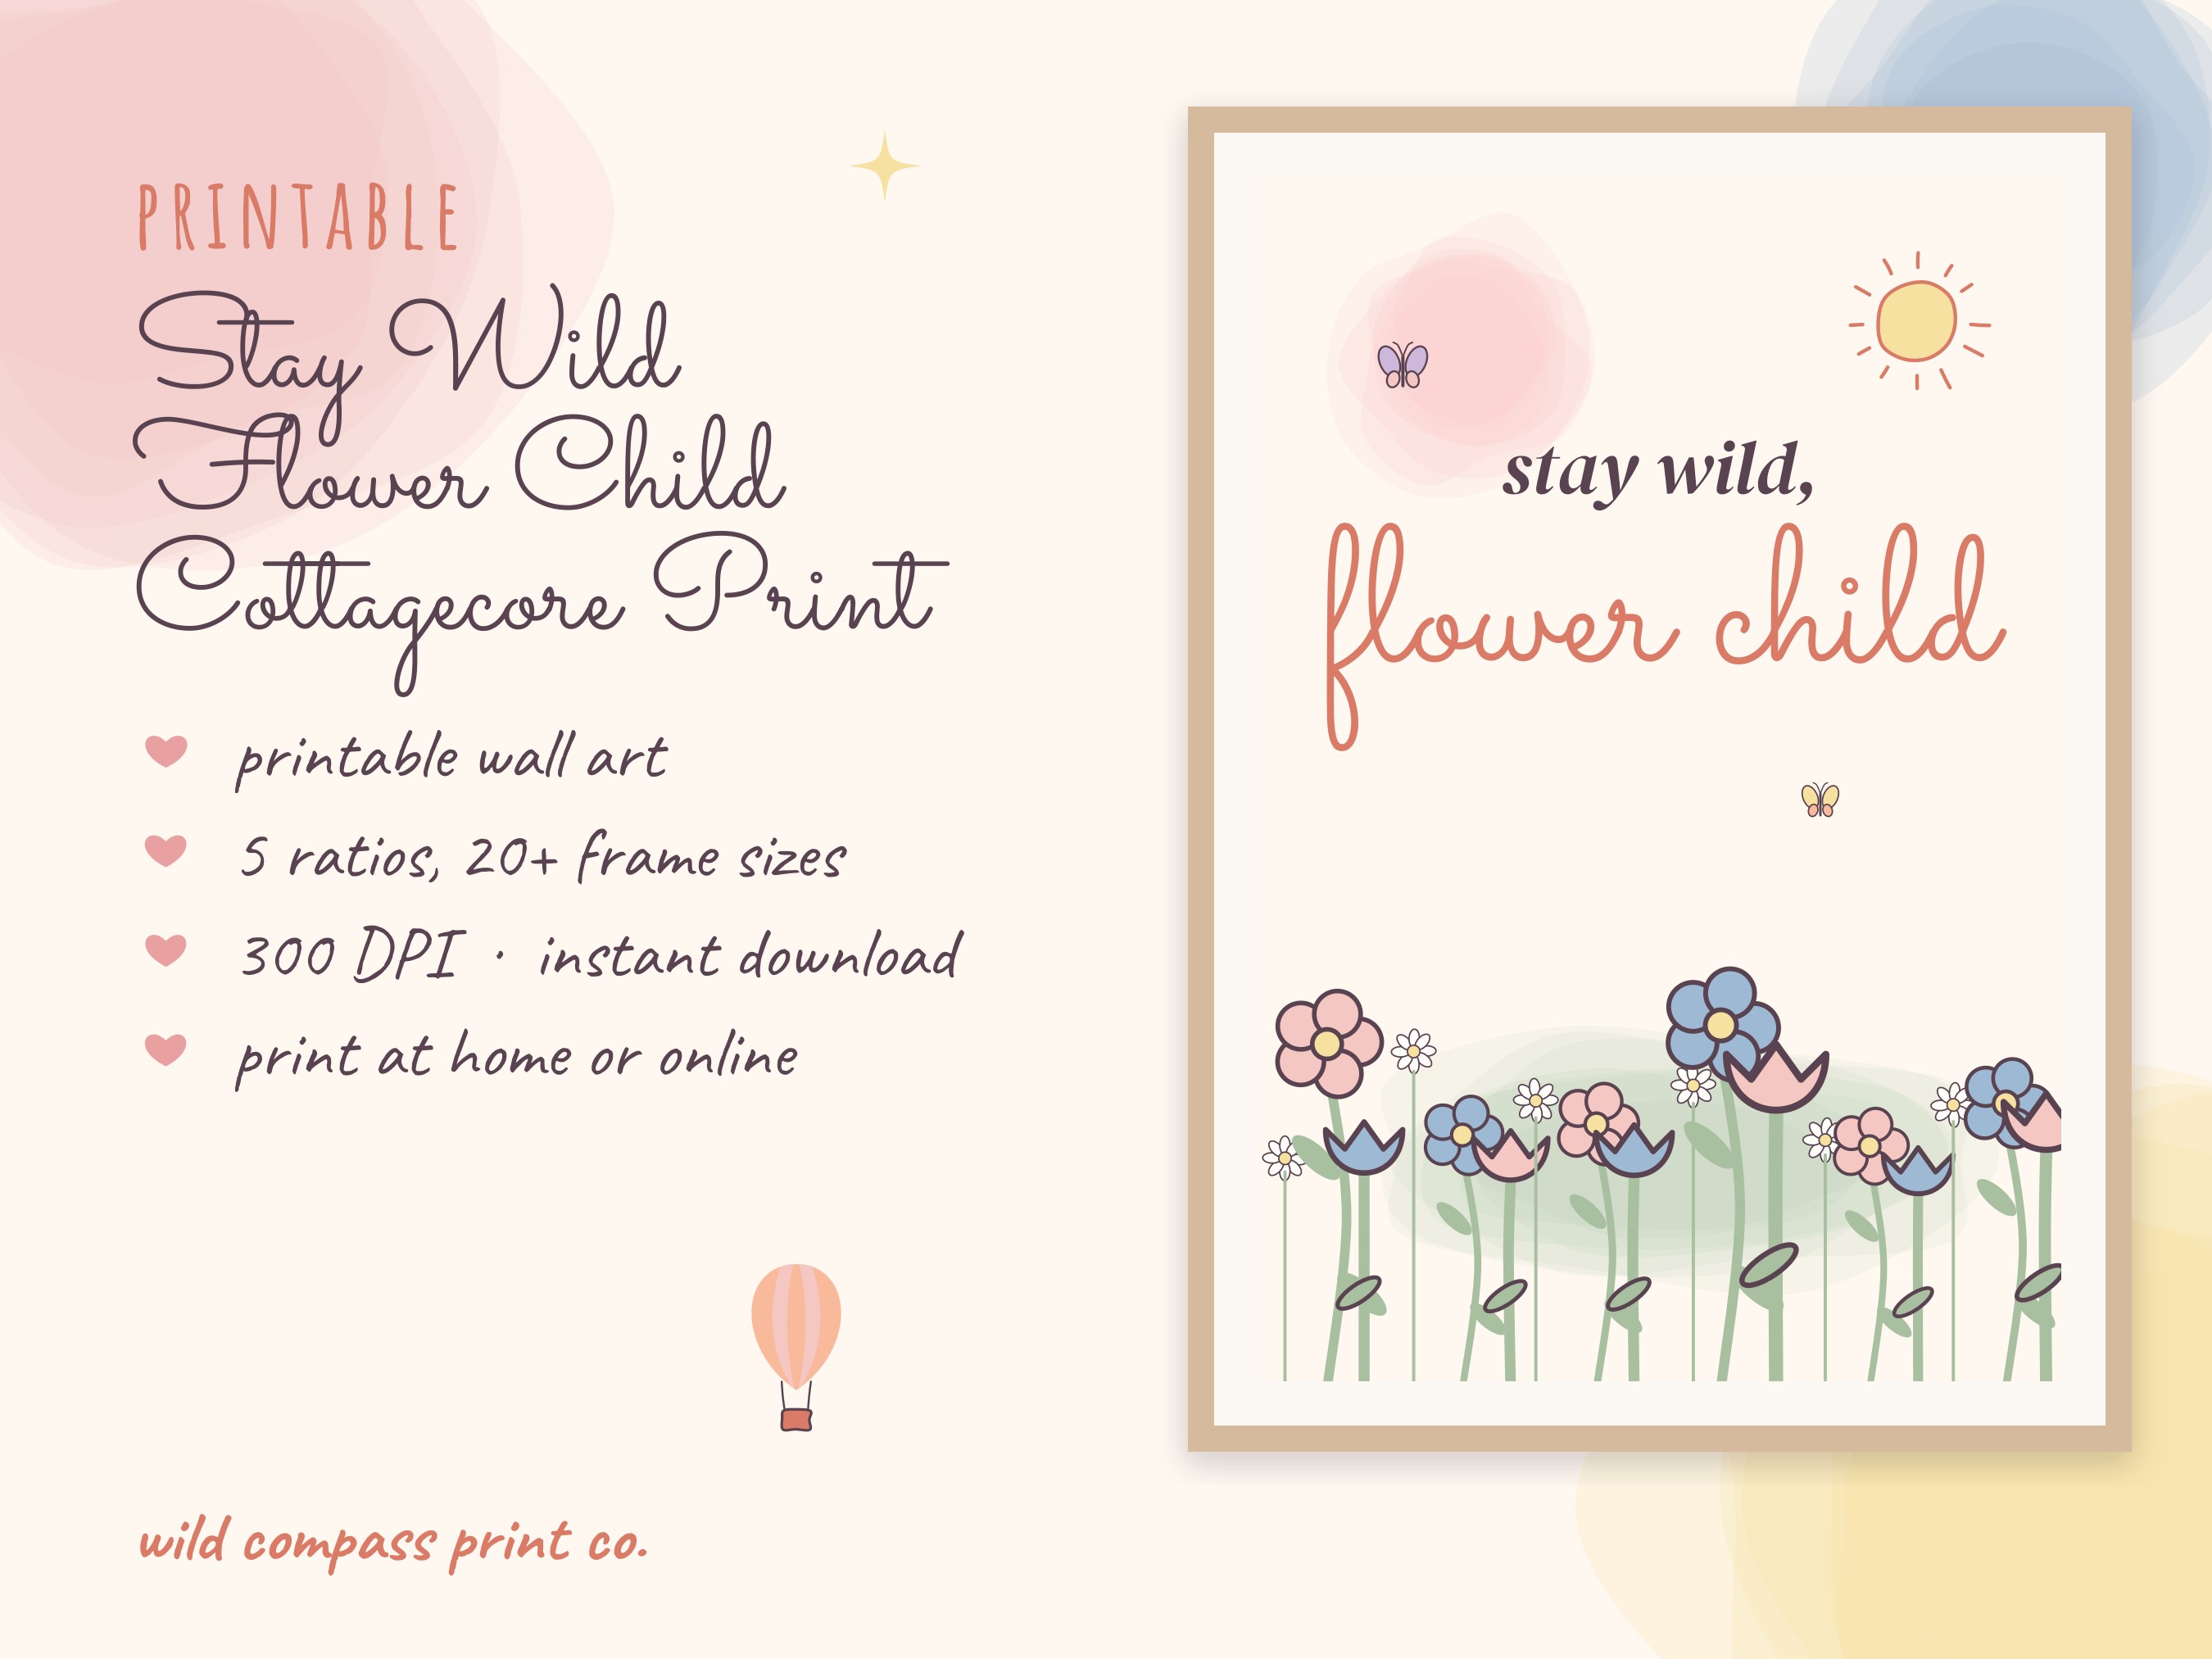 PRINTABLE
Stay Wild
Flower Child
Cottagecore Print
printable wall art
5 ratios, 20+ frame sizes
300 DPI · instant download
print at home or online
wild compass print co.
stay wild,
flower child